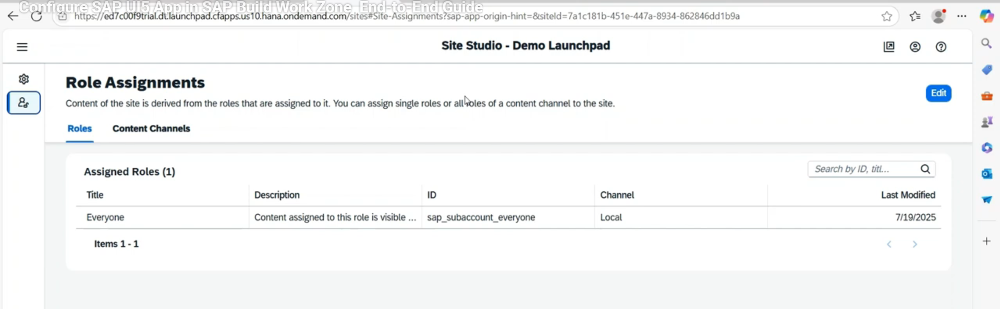 Configure SAP UI5 App in SAP Build Work Zone  End-to-End Guide
https://ed7c00f9trial.dt.launchpad.cfapps.us10.hana.ondemand.com/sites#Site-Assignments?sap-app-origin-hint=&siteId=7a1c181b-451e-447a-8934-862846dd1b9a
Site Studio - Demo Launchpad
Role Assignments
Edit
Content of the site is derived from the roles that are assigned to it. You can assign single roles or all roles of a content channel to the site.
Roles Content Channels
Assigned Roles (1)
Search by ID, titl...
Title Description ID Channel Last Modified
Everyone Content assigned to this role is visible ... sap_subaccount_everyone Local 7/19/2025
Items 1 - 1